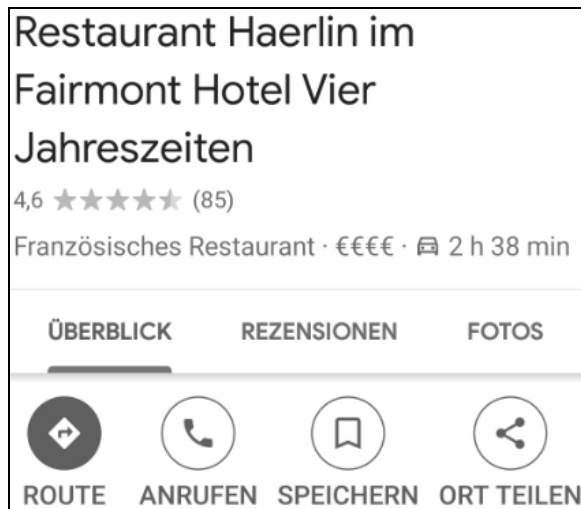 Restaurant Haerlin im
Fairmont Hotel Vier
Jahreszeiten
4,6 (85)
Französisches Restaurant · €€€€ · 2 h 38 min
ÜBERBLICK REZENSIONEN FOTOS
ROUTE ANRUFEN SPEICHERN ORT TEILEN